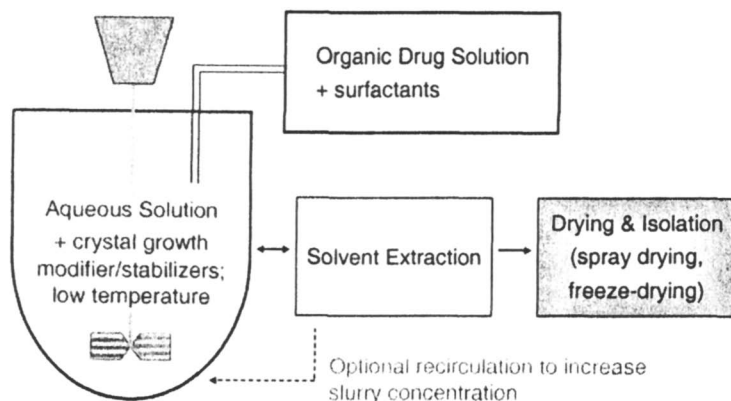 Organic Drug Solution
+ surfactants
Aqueous Solution
+ crystal growth
modifier/stabilizers;
low temperature
Solvent Extraction
Drying & Isolation
(spray drying,
freeze-drying)
Optional recirculation to increase
slurry concentration